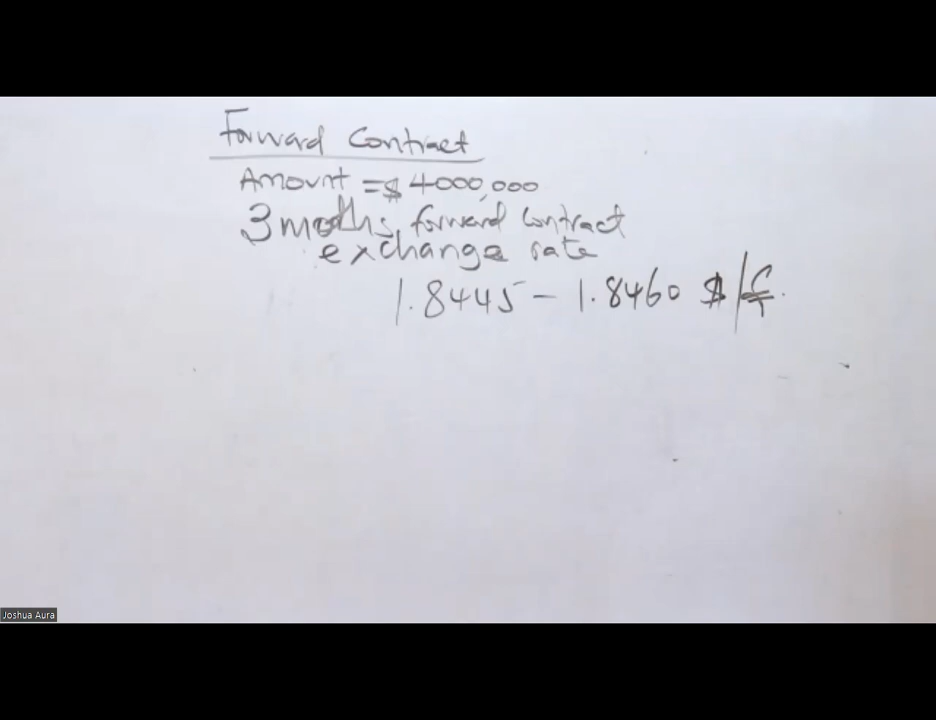 Forward Contract
Amount = $ 4000,000
3 months forward contract
exchange rate
1.8445 – 1.8460 $/£.
Joshua Aura